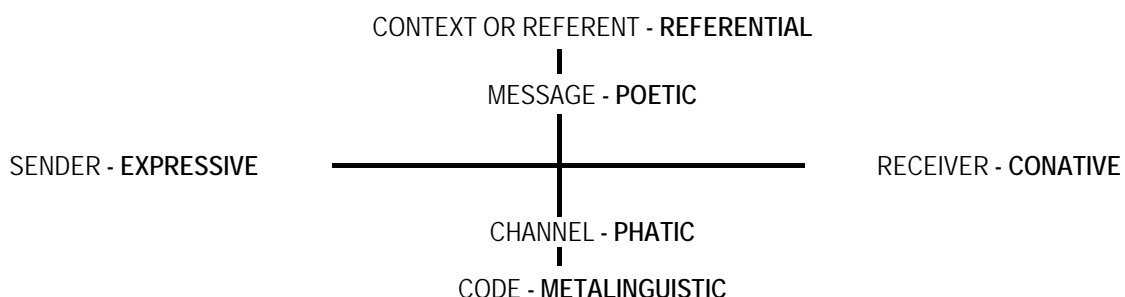 CONTEXT OR REFERENT - REFERENTIAL
MESSAGE - POETIC
SENDER - EXPRESSIVE
RECEIVER - CONATIVE
CHANNEL - PHATIC
CODE - METALINGUISTIC